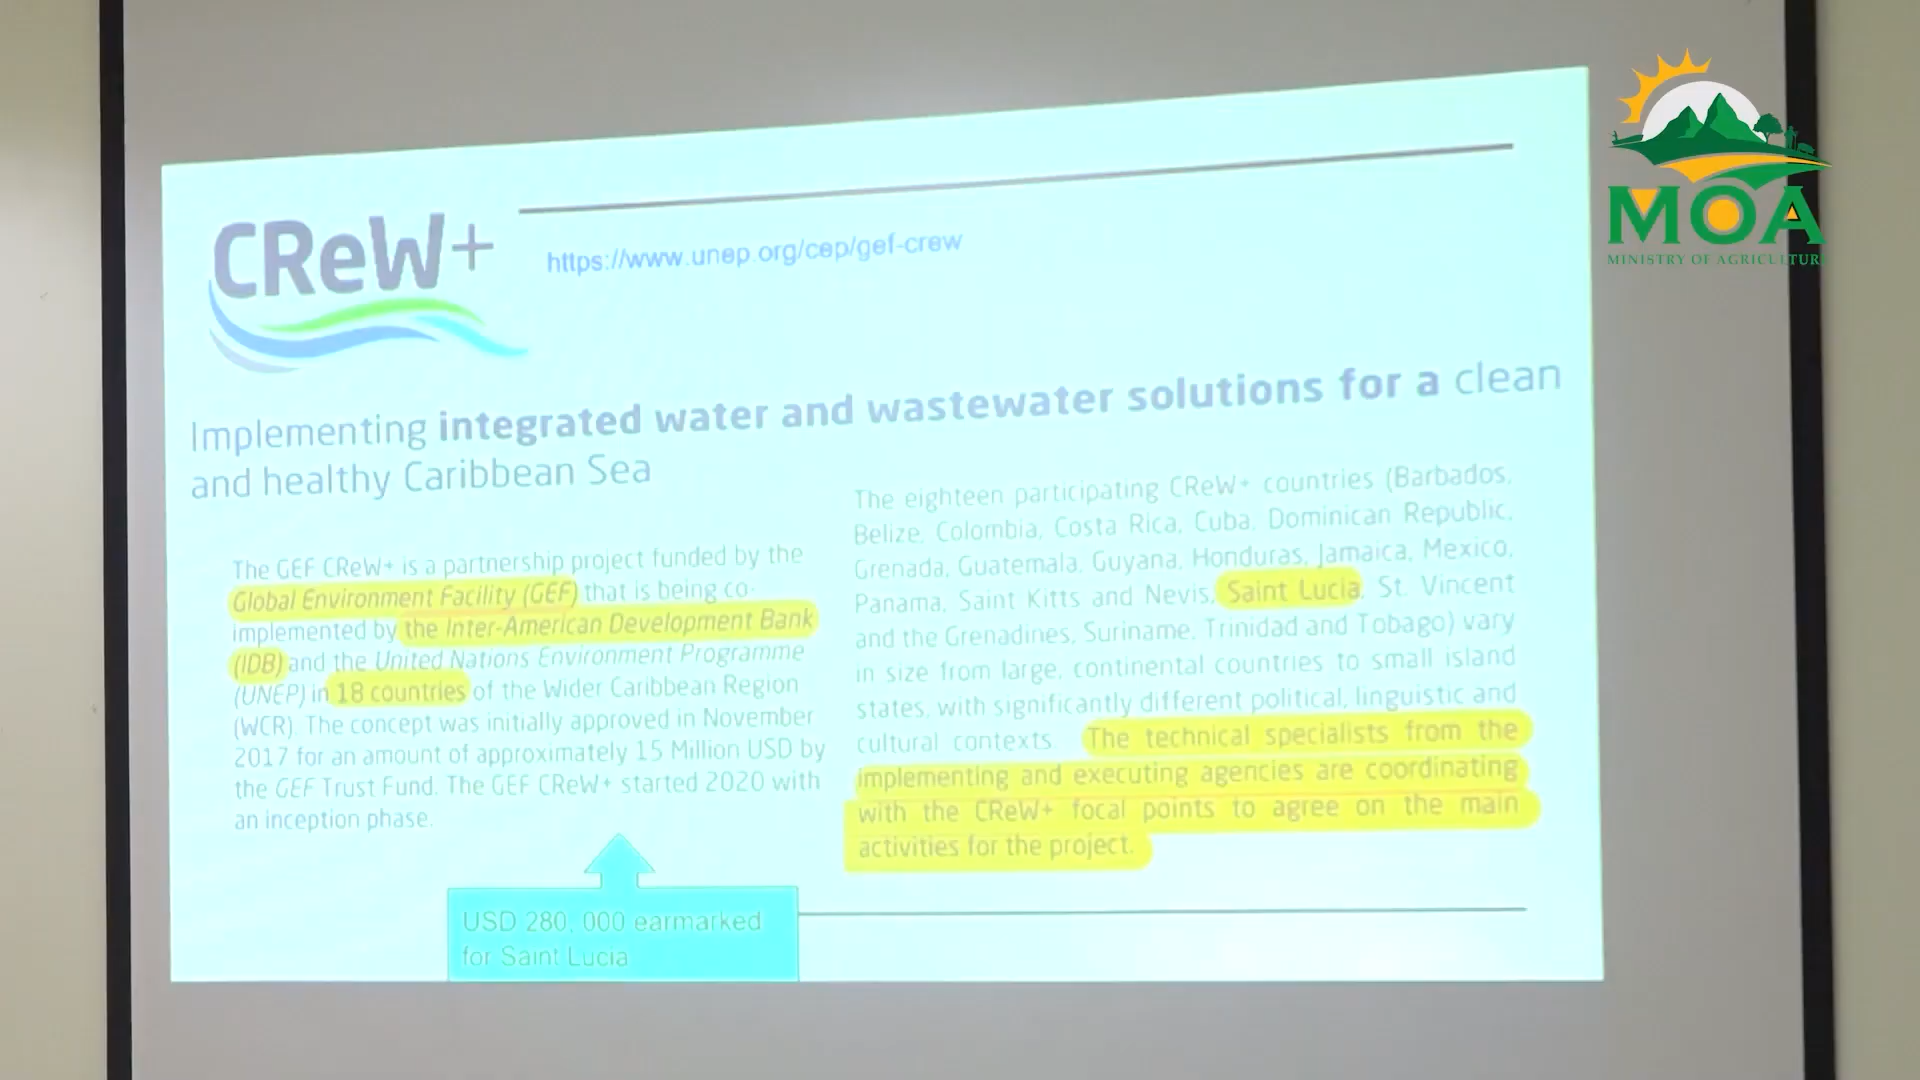 CReW+
https://www.unep.org/cep/gef-crew
Implementing integrated water and wastewater solutions for a clean
and healthy Caribbean Sea
The GEF CReW+ is a partnership project funded by the
Global Environment Facility (GEF) that is being co-
implemented by the Inter-American Development Bank
(IDB) and the United Nations Environment Programme
(UNEP) in 18 countries of the Wider Caribbean Region
(WCR). The concept was initially approved in November
2017 for an amount of approximately 15 Million USD by
the GEF Trust Fund. The GEF CReW+ started 2020 with
an inception phase.
USD 280, 000 earmarked
for Saint Lucia
The eighteen participating CReW+ countries (Barbados,
Belize, Colombia, Costa Rica, Cuba, Dominican Republic,
Grenada, Guatemala, Guyana, Honduras, Jamaica, Mexico,
Panama, Saint Kitts and Nevis, Saint Lucia, St. Vincent
and the Grenadines, Suriname, Trinidad and Tobago) vary
in size from large, continental countries to small island
states, with significantly different political, linguistic and
cultural contexts. The technical specialists from the
implementing and executing agencies are coordinating
with the CReW+ focal points to agree on the main
activities for the project.
MOA
MINISTRY OF AGRICULTURE